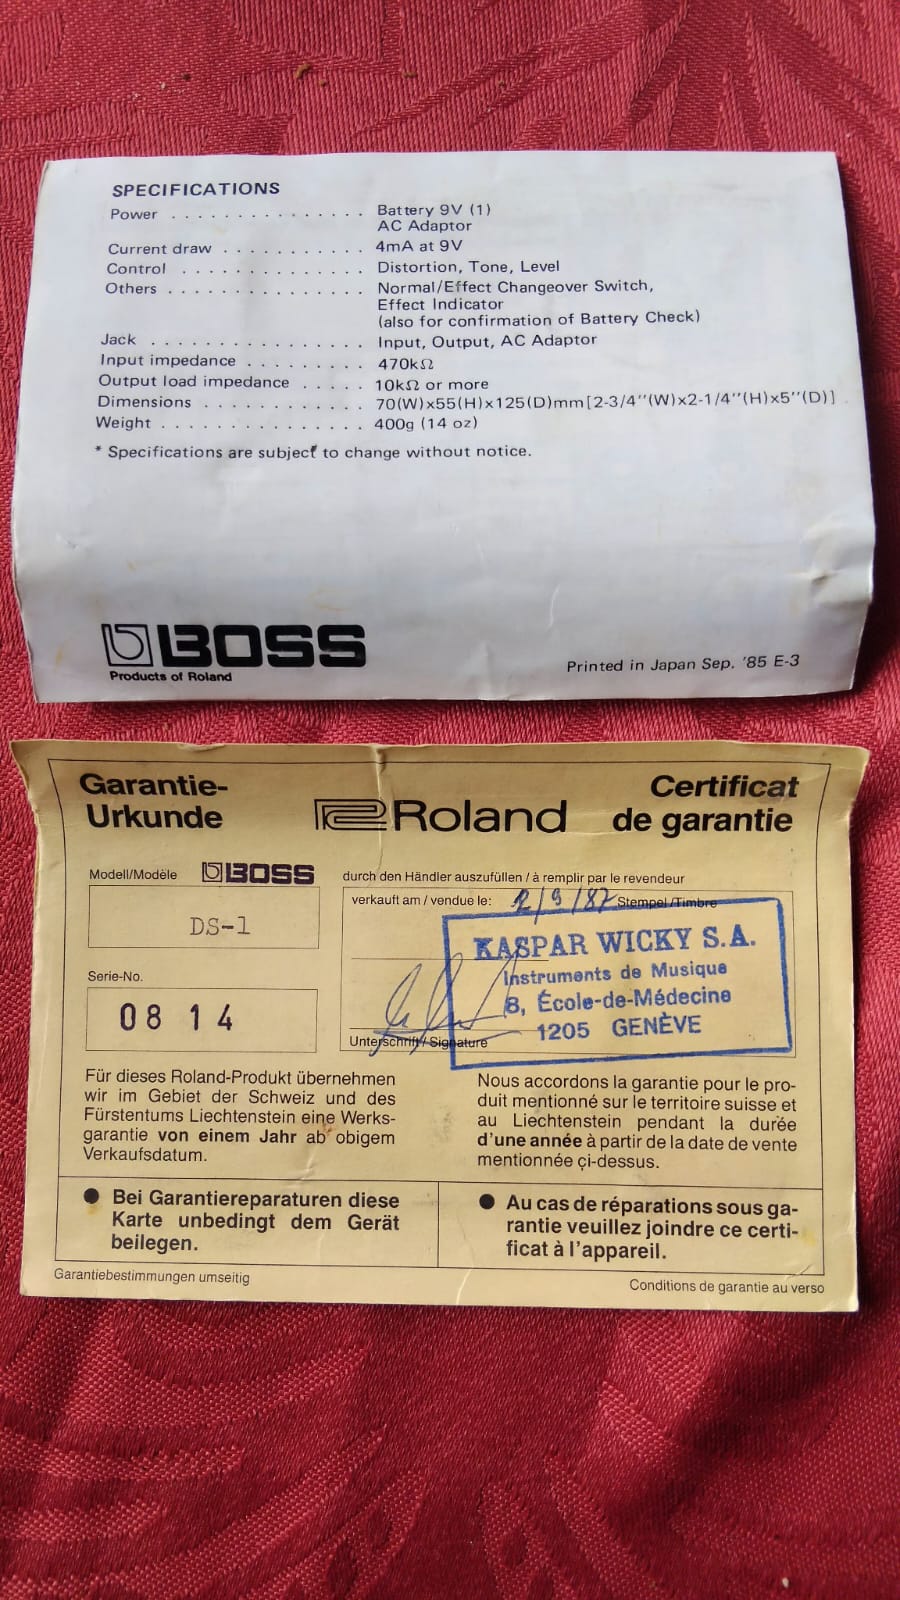 SPECIFICATIONS
Power . . . . . . . . . . . . . . . Battery 9V (1)
AC Adaptor
Current draw . . . . . . . . . . . 4mA at 9V
Control . . . . . . . . . . . . . . Distortion, Tone, Level
Others . . . . . . . . . . . . . . . Normal/Effect Changeover Switch,
Effect Indicator
(also for confirmation of Battery Check)
Jack . . . . . . . . . . . . . . . . Input, Output, AC Adaptor
Input impedance . . . . . . . . . 470kΩ
Output load impedance . . . . . 10kΩ or more
Dimensions . . . . . . . . . . . . 70(W)x55(H)x125(D)mm[2-3/4''(W)x2-1/4''(H)x5''(D)]
Weight . . . . . . . . . . . . . . . 400g (14 oz)
* Specifications are subject to change without notice.
BOSS
Products of Roland
Printed in Japan Sep. '85 E-3
Garantie-
Urkunde
Roland
Certificat
de garantie
Modell/Modèle BOSS
DS-1
Serie-No.
0814
durch den Händler auszufüllen / à remplir par le revendeur
verkauft am / vendue le: 2/9/87 Stempel/Timbre
KASPAR WICKY S.A.
Instruments de Musique
8, École-de-Médecine
1205 GENÈVE
Unterschrift / Signature
Für dieses Roland-Produkt übernehmen
wir im Gebiet der Schweiz und des
Fürstentums Liechtenstein eine Werks-
garantie von einem Jahr ab obigem
Verkaufsdatum.
Nous accordons la garantie pour le pro-
duit mentionné sur le territoire suisse et
au Liechtenstein pendant la durée
d'une année à partir de la date de vente
mentionnée çi-dessus.
● Bei Garantiereparaturen diese
Karte unbedingt dem Gerät
beilegen.
● Au cas de réparations sous ga-
rantie veuillez joindre ce certi-
ficat à l'appareil.
Garantiebestimmungen umseitig
Conditions de garantie au verso